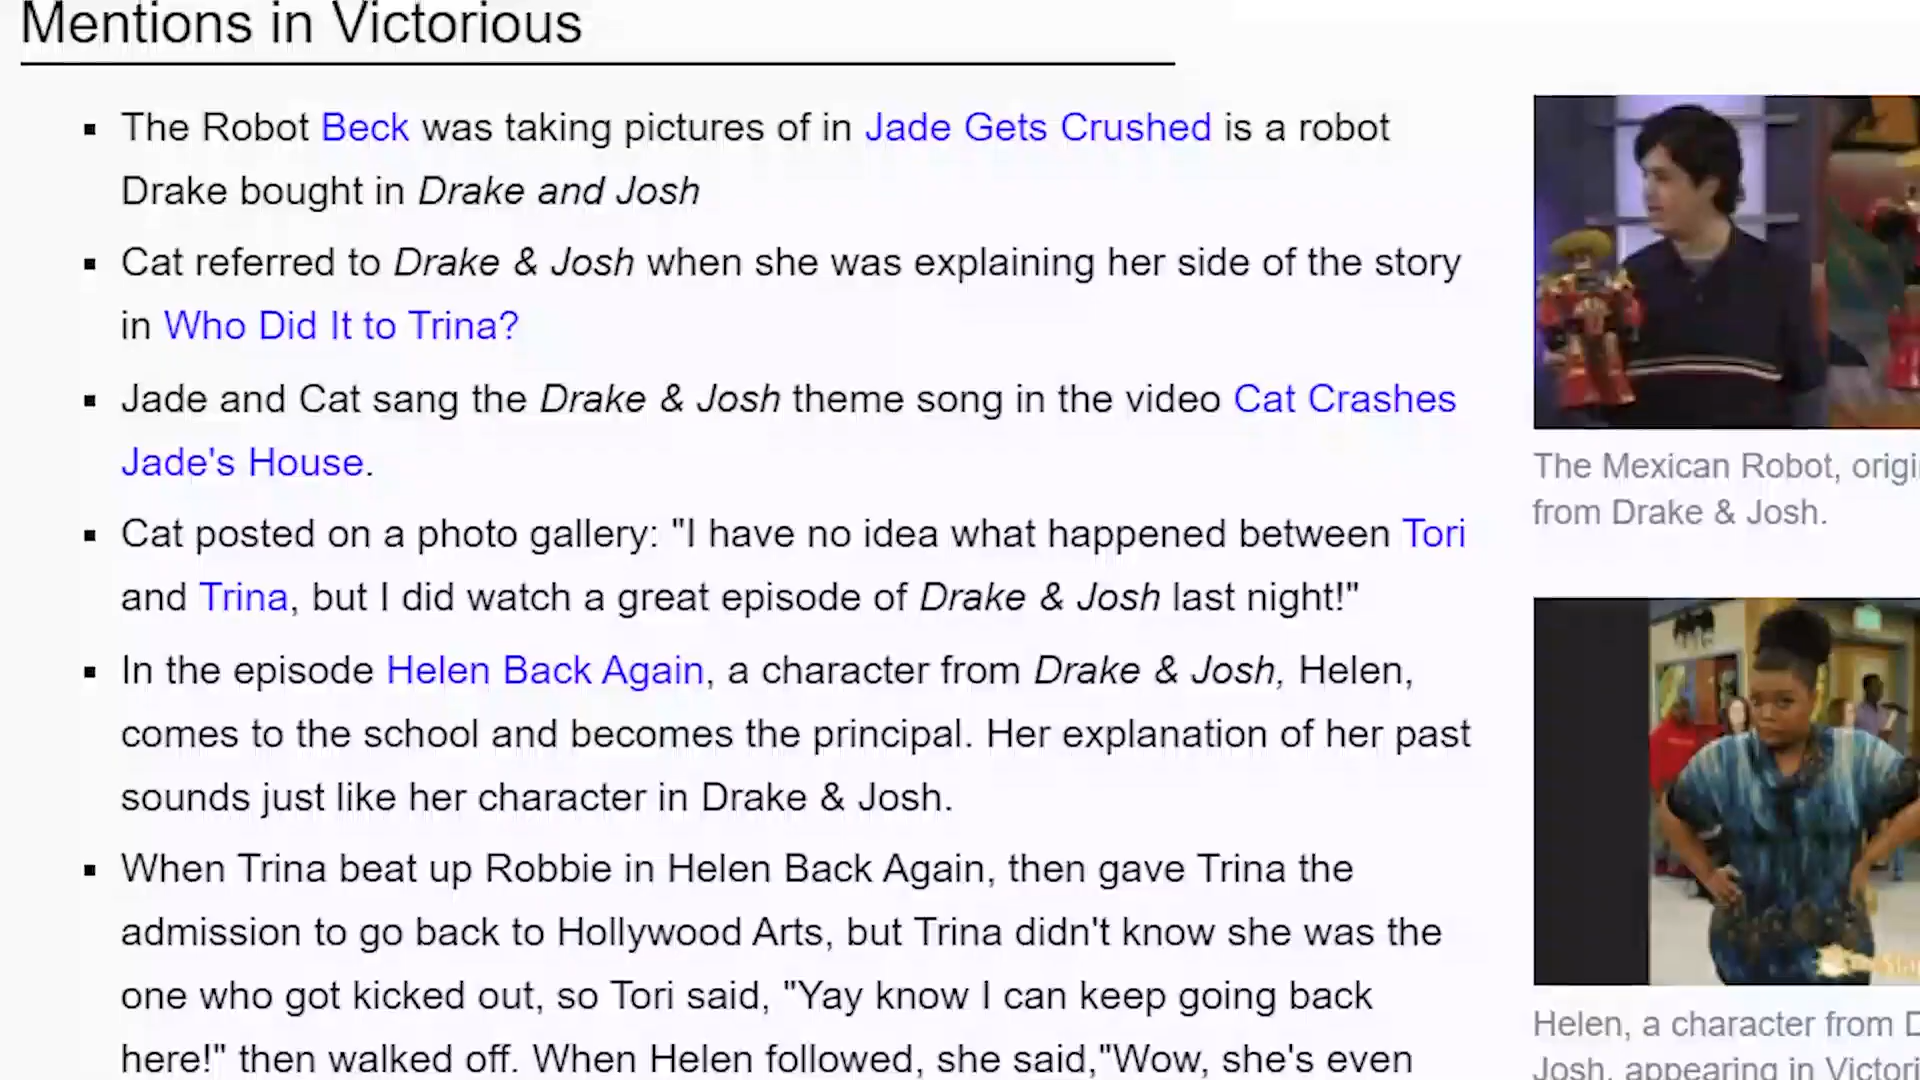 Mentions in Victorious
▪ The Robot Beck was taking pictures of in Jade Gets Crushed is a robot
Drake bought in Drake and Josh
▪ Cat referred to Drake & Josh when she was explaining her side of the story
in Who Did It to Trina?
▪ Jade and Cat sang the Drake & Josh theme song in the video Cat Crashes
Jade's House.
▪ Cat posted on a photo gallery: "I have no idea what happened between Tori
and Trina, but I did watch a great episode of Drake & Josh last night!"
▪ In the episode Helen Back Again, a character from Drake & Josh, Helen,
comes to the school and becomes the principal. Her explanation of her past
sounds just like her character in Drake & Josh.
▪ When Trina beat up Robbie in Helen Back Again, then gave Trina the
admission to go back to Hollywood Arts, but Trina didn't know she was the
one who got kicked out, so Tori said, "Yay know I can keep going back
here!" then walked off. When Helen followed, she said,"Wow, she's even
The Mexican Robot, origi
from Drake & Josh.
Helen, a character from D
Josh, appearing in Victori